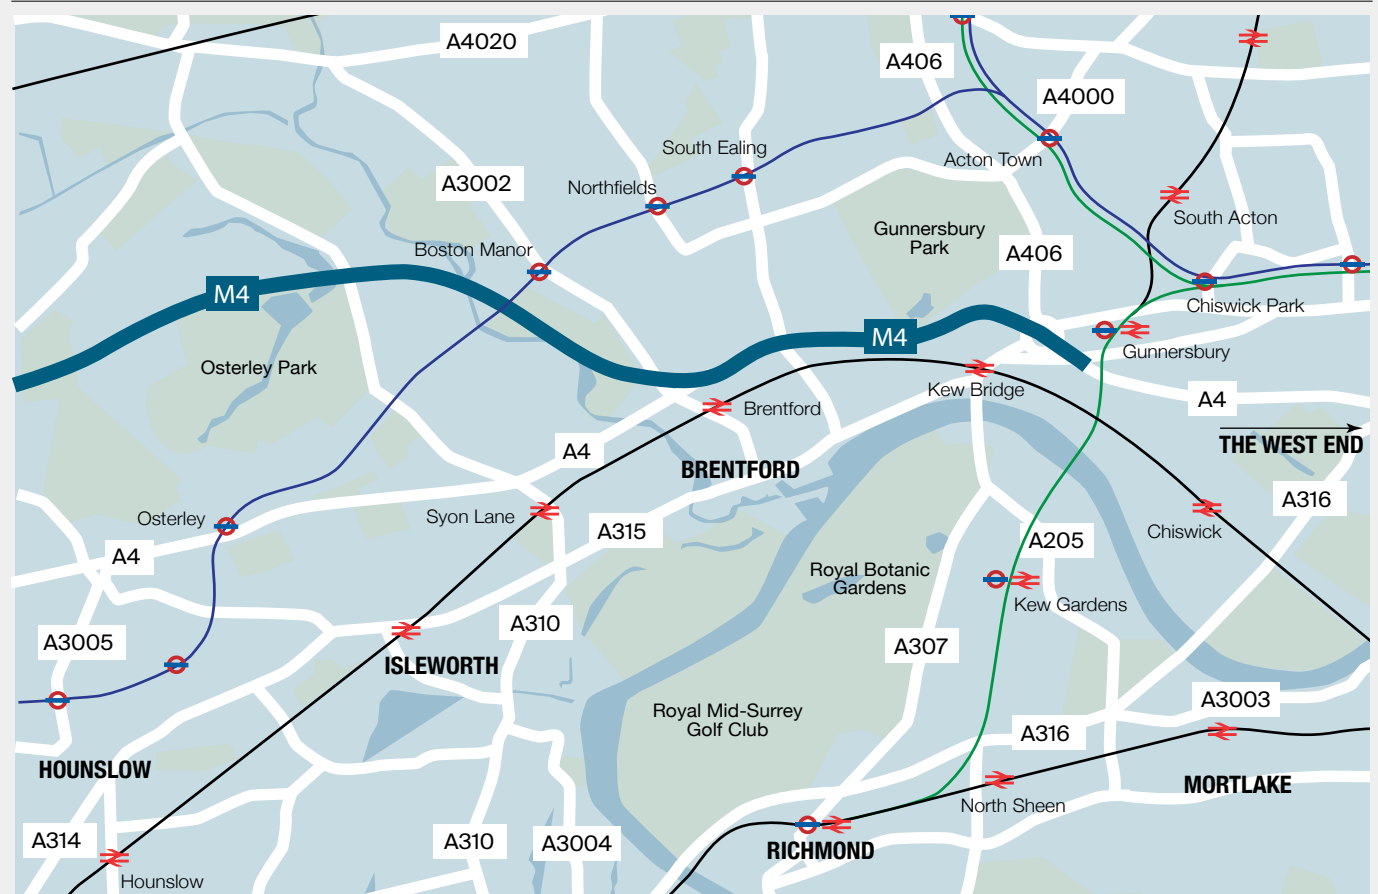 A4020
A406
A4000
South Ealing
Acton Town
A3002
Northfields
South Acton
Gunnersbury
Park
Boston Manor
A406
M4
Chiswick Park
M4
Gunnersbury
Osterley Park
Kew Bridge
A4
Brentford
THE WEST END
A4
BRENTFORD
A316
Osterley
Syon Lane
A315
Chiswick
A4
A205
Royal Botanic
Gardens
Kew Gardens
A310
A3005
A307
ISLEWORTH
A3003
Royal Mid-Surrey
Golf Club
A316
HOUNSLOW
MORTLAKE
North Sheen
A314
A310
A3004
RICHMOND
Hounslow